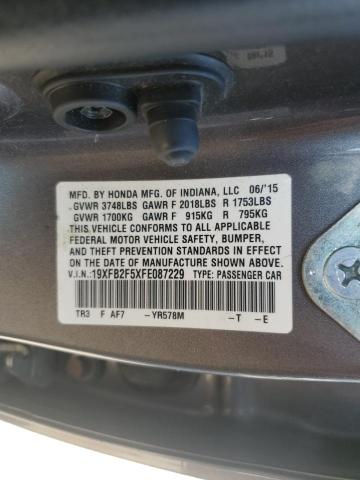 MFD. BY HONDA MFG. OF INDIANA, LLC 06/'15
GVWR 3748LBS GAWR F 2018LBS R 1753LBS
GVWR 1700KG GAWR F 915KG R 795KG
THIS VEHICLE CONFORMS TO ALL APPLICABLE
FEDERAL MOTOR VEHICLE SAFETY, BUMPER,
AND THEFT PREVENTION STANDARDS IN EFFECT
ON THE DATE OF MANUFACTURE SHOWN ABOVE.
V.I.N.:19XFB2F5XFE087229 TYPE: PASSENGER CAR
TR3 F AF7 -YR578M -T -E